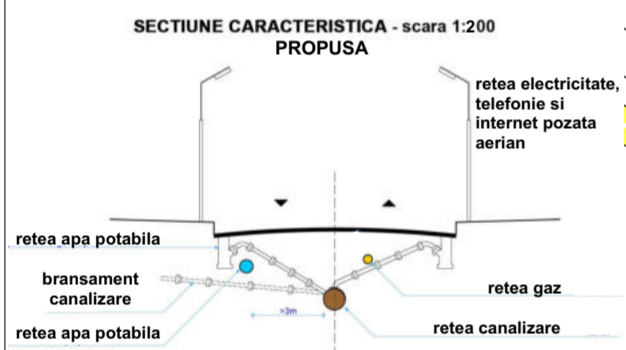 SECTIUNE CARACTERISTICA - scara 1:200
PROPUSA
retea electricitate,
telefonie si
internet pozata
aerian
retea apa potabila
bransament
canalizare
retea apa potabila
≈3m
retea gaz
retea canalizare